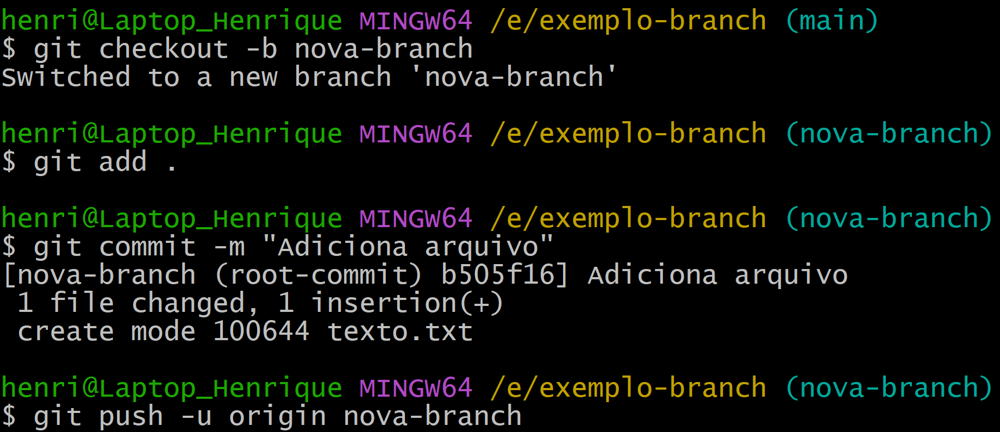 henri@Laptop_Henrique MINGW64 /e/exemplo-branch (main)
$ git checkout -b nova-branch
Switched to a new branch 'nova-branch'
henri@Laptop_Henrique MINGW64 /e/exemplo-branch (nova-branch)
$ git add .
henri@Laptop_Henrique MINGW64 /e/exemplo-branch (nova-branch)
$ git commit -m "Adiciona arquivo"
[nova-branch (root-commit) b505f16] Adiciona arquivo
 1 file changed, 1 insertion(+)
 create mode 100644 texto.txt
henri@Laptop_Henrique MINGW64 /e/exemplo-branch (nova-branch)
$ git push -u origin nova-branch